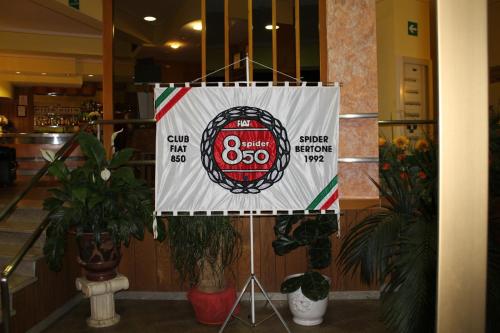 CLUB
FIAT
850
FIAT
spider
850
SPIDER
BERTONE
1992